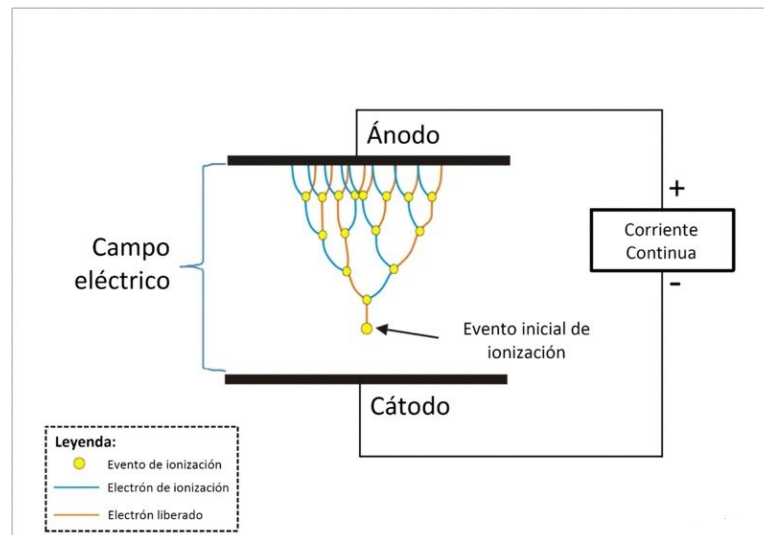 Ánodo
+
Corriente
Continua
-
Campo
eléctrico
Evento inicial de
ionización
Cátodo
Leyenda:
Evento de ionización
Electrón de ionización
Electrón liberado